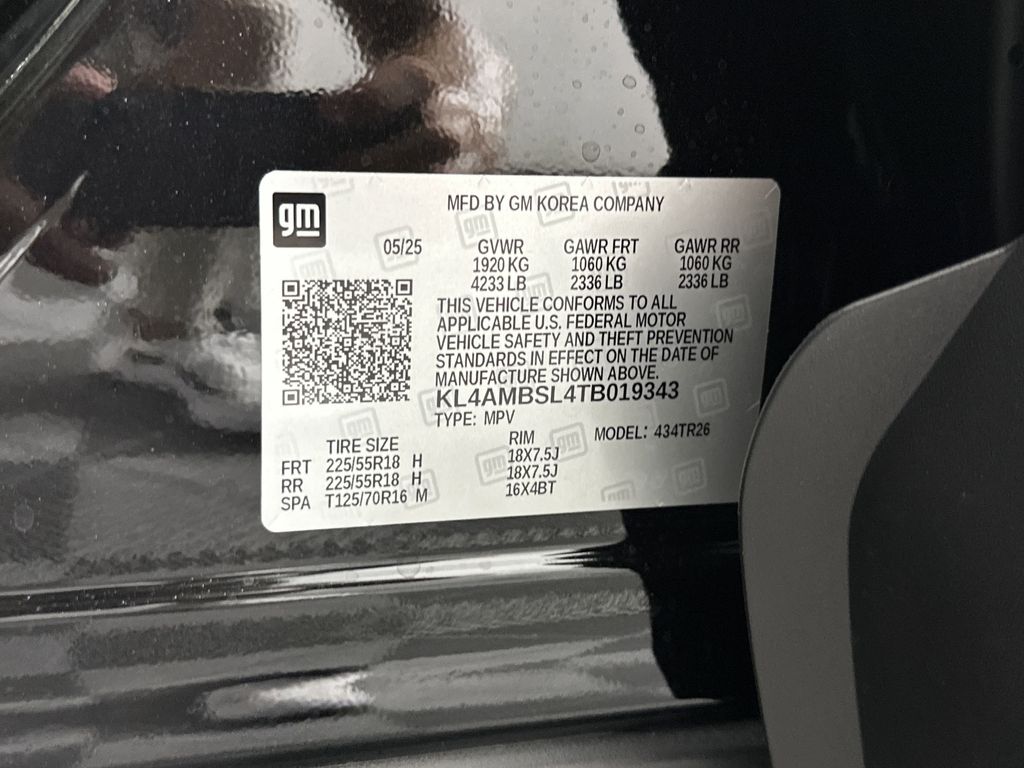 gm
MFD BY GM KOREA COMPANY
05/25 GVWR GAWR FRT GAWR RR
1920 KG 1060 KG 1060 KG
4233 LB 2336 LB 2336 LB
THIS VEHICLE CONFORMS TO ALL
APPLICABLE U.S. FEDERAL MOTOR
VEHICLE SAFETY AND THEFT PREVENTION
STANDARDS IN EFFECT ON THE DATE OF
MANUFACTURE SHOWN ABOVE.
KL4AMBSL4TB019343
TYPE: MPV
MODEL: 434TR26
TIRE SIZE RIM
FRT 225/55R18 H 18X7.5J
RR 225/55R18 H 18X7.5J
SPA T125/70R16 M 16X4BT